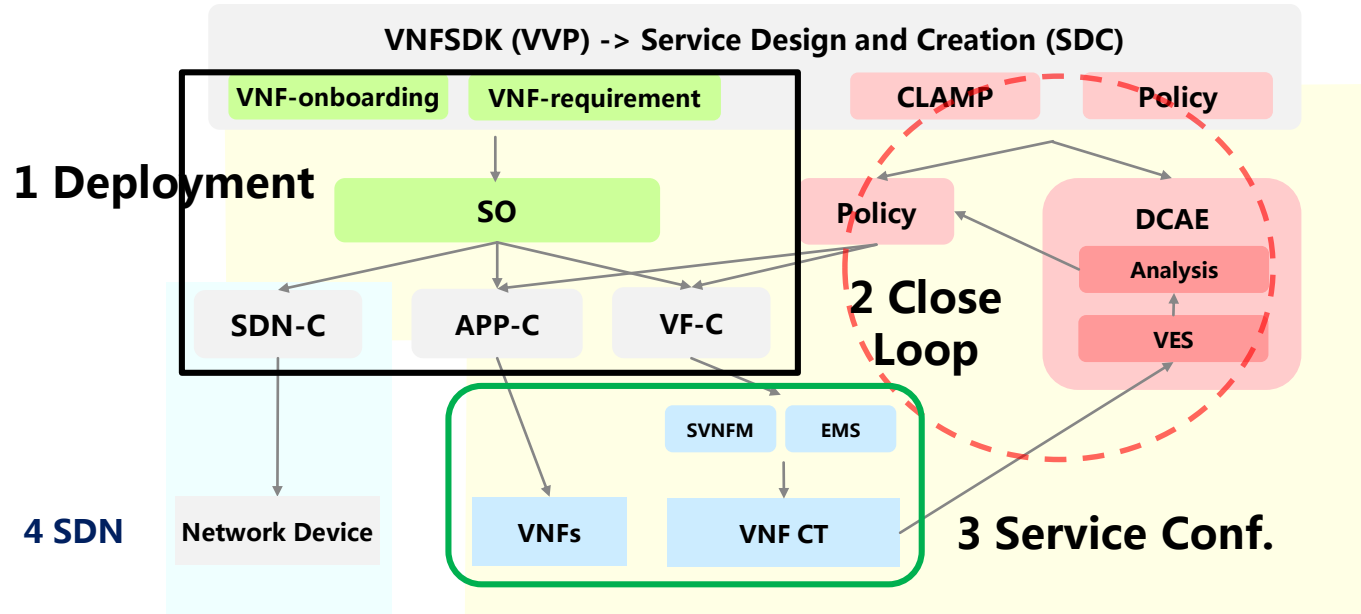 VNFSDK (VVP) -> Service Design and Creation (SDC)
VNF-onboarding
VNF-requirement
CLAMP
Policy
1 Deployment
SO
Policy
DCAE
Analysis
SDN-C
APP-C
VF-C
2 Close
Loop
VES
SVNFM
EMS
4 SDN
Network Device
VNFs
VNF CT
3 Service Conf.